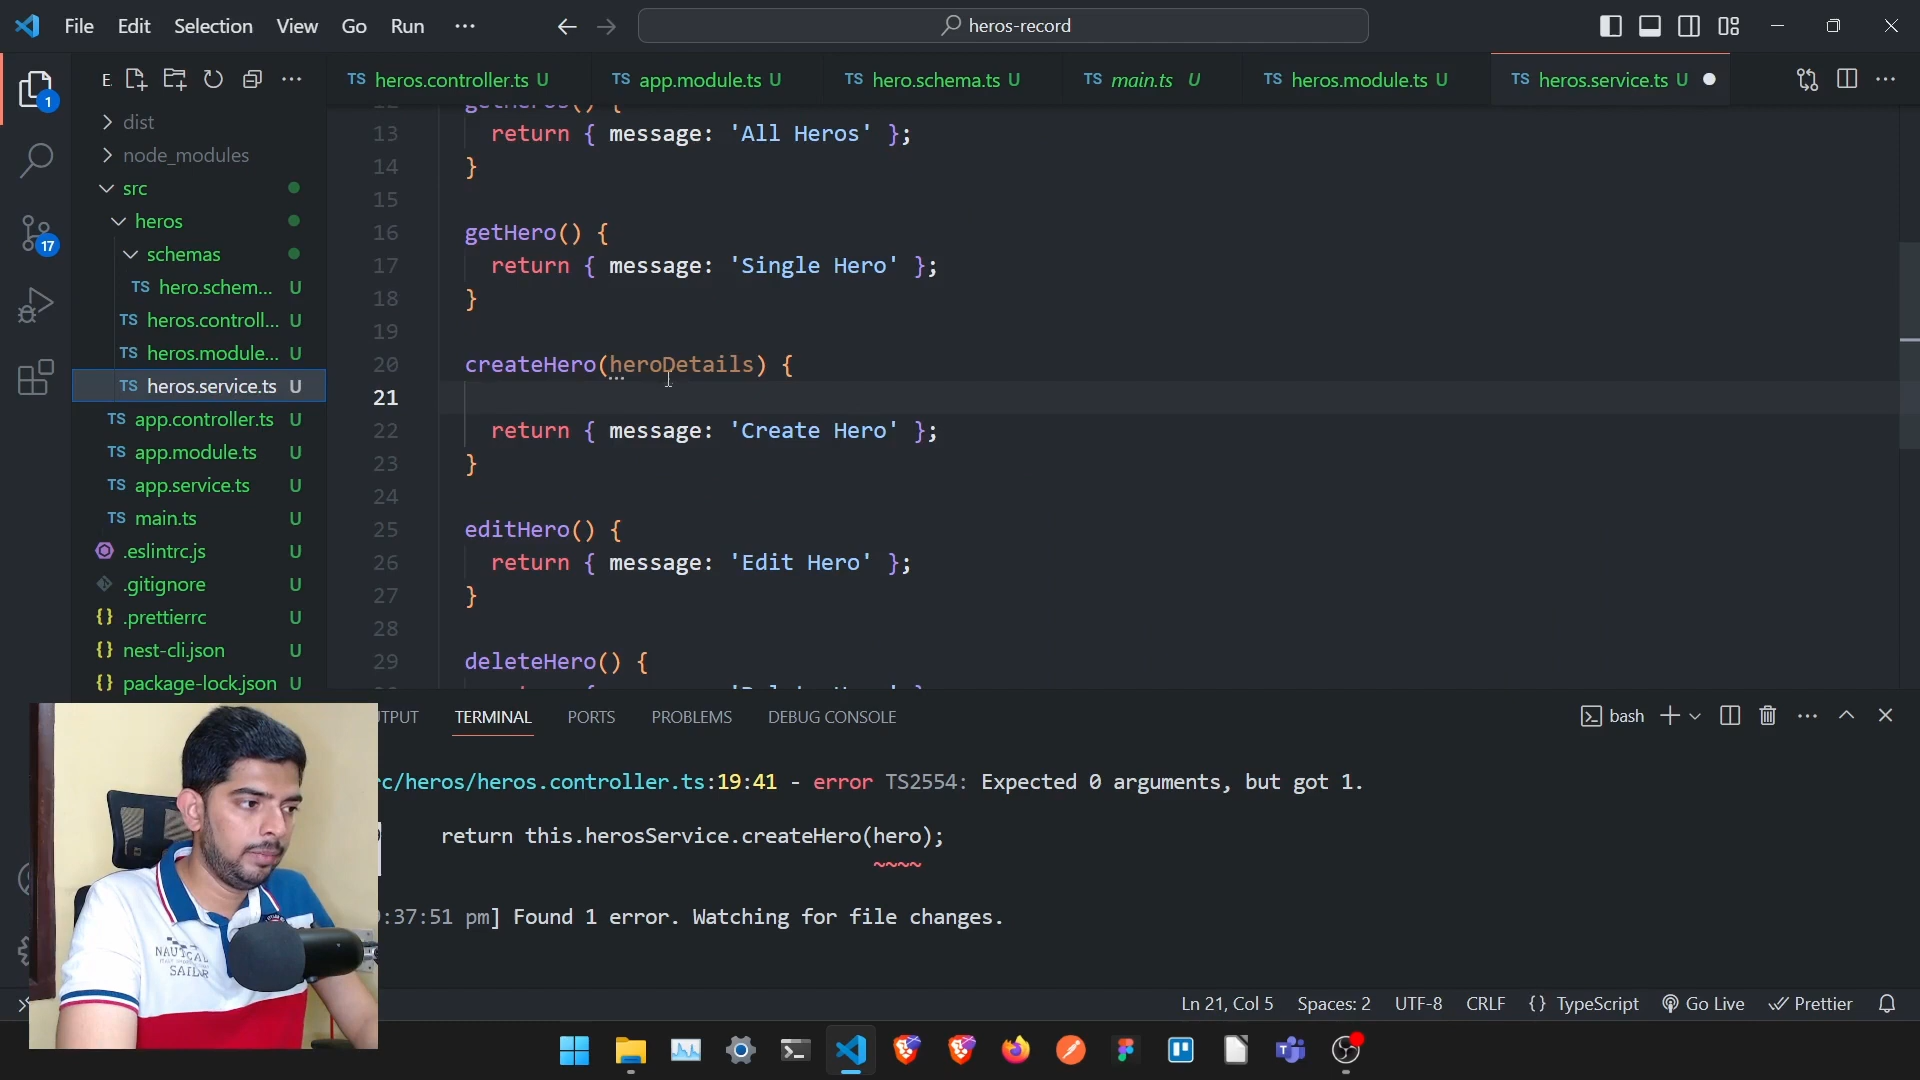 File Edit Selection View Go Run ··· heros-record
E
heros.controller.ts U
TS app.module.ts U
TS hero.schema.ts U
TS main.ts U
TS heros.module.ts U
TS heros.service.ts U
TS
1
dist
node_modules
src
heros
17
schemas
TS hero.schem... U
TS heros.controll... U
TS heros.module... U
TS heros.service.ts U
TS app.controller.ts U
TS app.module.ts U
TS app.service.ts U
TS main.ts U
.eslintrc.js U
.gitignore U
{} .prettierrc U
{} nest-cli.json U
{} package-lock.json U
12 getHeros() {
13 return { message: 'All Heros' };
14 }
15
16 getHero() {
17 return { message: 'Single Hero' };
18 }
19
20 createHero(heroDetails) {
21
22 return { message: 'Create Hero' };
23 }
24
25 editHero() {
26 return { message: 'Edit Hero' };
27 }
28
29 deleteHero() {
TPUT TERMINAL PORTS PROBLEMS DEBUG CONSOLE bash
rc/heros/heros.controller.ts:19:41 - error TS2554: Expected 0 arguments, but got 1.
return this.herosService.createHero(hero);
~~~~
:37:51 pm] Found 1 error. Watching for file changes.
NAUTICAL
SAILOR
Ln 21, Col 5 Spaces: 2 UTF-8 CRLF {} TypeScript Go Live Prettier